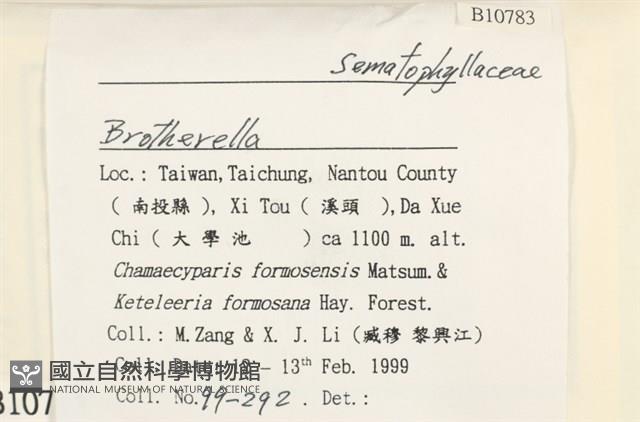 B10783
Sematophyllaceae
Brotherella
Loc.: Taiwan, Taichung, Nantou County
(南投縣), Xi Tou (溪頭), Da Xue
Chi (大學池) ca 1100 m. alt.
Chamaecyparis formosensis Matsum. &
Keteleeria formosana Hay. Forest.
Coll.: M. Zang & X. J. Li (臧穆 黎興江)
Coll. – 13th Feb. 1999
國立自然科學博物館
NATIONAL MUSEUM OF NATURAL SCIENCE
Coll. No. 99-292. Det.:
B107